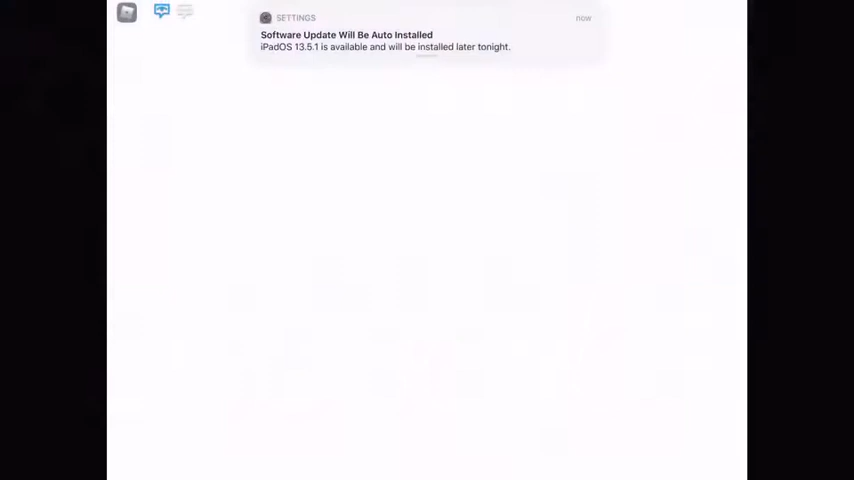 SETTINGS
now
Software Update Will Be Auto Installed
iPadOS 13.5.1 is available and will be installed later tonight.